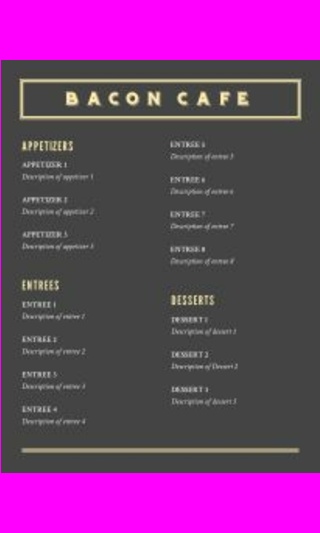 BACON CAFE
APPETIZERS
APPETIZER 1
Description of appetizer 1
APPETIZER 2
Description of appetizer 2
APPETIZER 3
Description of appetizer 3
ENTREES
ENTREE 1
Description of entree 1
ENTREE 2
Description of entree 2
ENTREE 3
Description of entree 3
ENTREE 4
Description of entree 4
ENTREE 5
Description of entree 5
ENTREE 6
Description of entree 6
ENTREE 7
Description of entree 7
ENTREE 8
Description of entree 8
DESSERTS
DESSERT 1
Description of dessert 1
DESSERT 2
Description of Dessert 2
DESSERT 3
Description of dessert 3